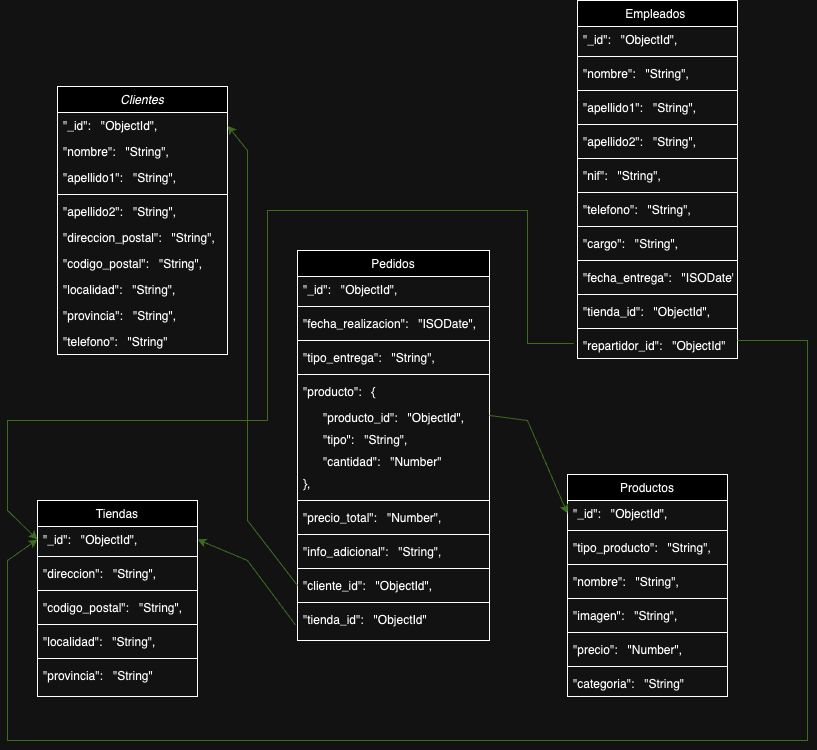 Empleados
"_id": "ObjectId",
"nombre": "String",
"apellido1": "String",
"apellido2": "String",
"nif": "String",
"telefono": "String",
"cargo": "String",
"fecha_entrega": "ISODate'
"tienda_id": "ObjectId",
"repartidor_id": "ObjectId"
Clientes
"_id": "ObjectId",
"nombre": "String",
"apellido1": "String",
"apellido2": "String",
"direccion_postal": "String",
"codigo_postal": "String",
"localidad": "String",
"provincia": "String",
"telefono": "String"
Pedidos
"_id": "ObjectId",
"fecha_realizacion": "ISODate",
"tipo_entrega": "String",
"producto": {
"producto_id": "ObjectId",
"tipo": "String",
"cantidad": "Number"
},
"precio_total": "Number",
"info_adicional": "String",
"cliente_id": "ObjectId",
"tienda_id": "ObjectId"
Productos
"_id": "ObjectId",
"tipo_producto": "String",
"nombre": "String",
"imagen": "String",
"precio": "Number",
"categoria": "String"
Tiendas
"_id": "ObjectId",
"direccion": "String",
"codigo_postal": "String",
"localidad": "String",
"provincia": "String"